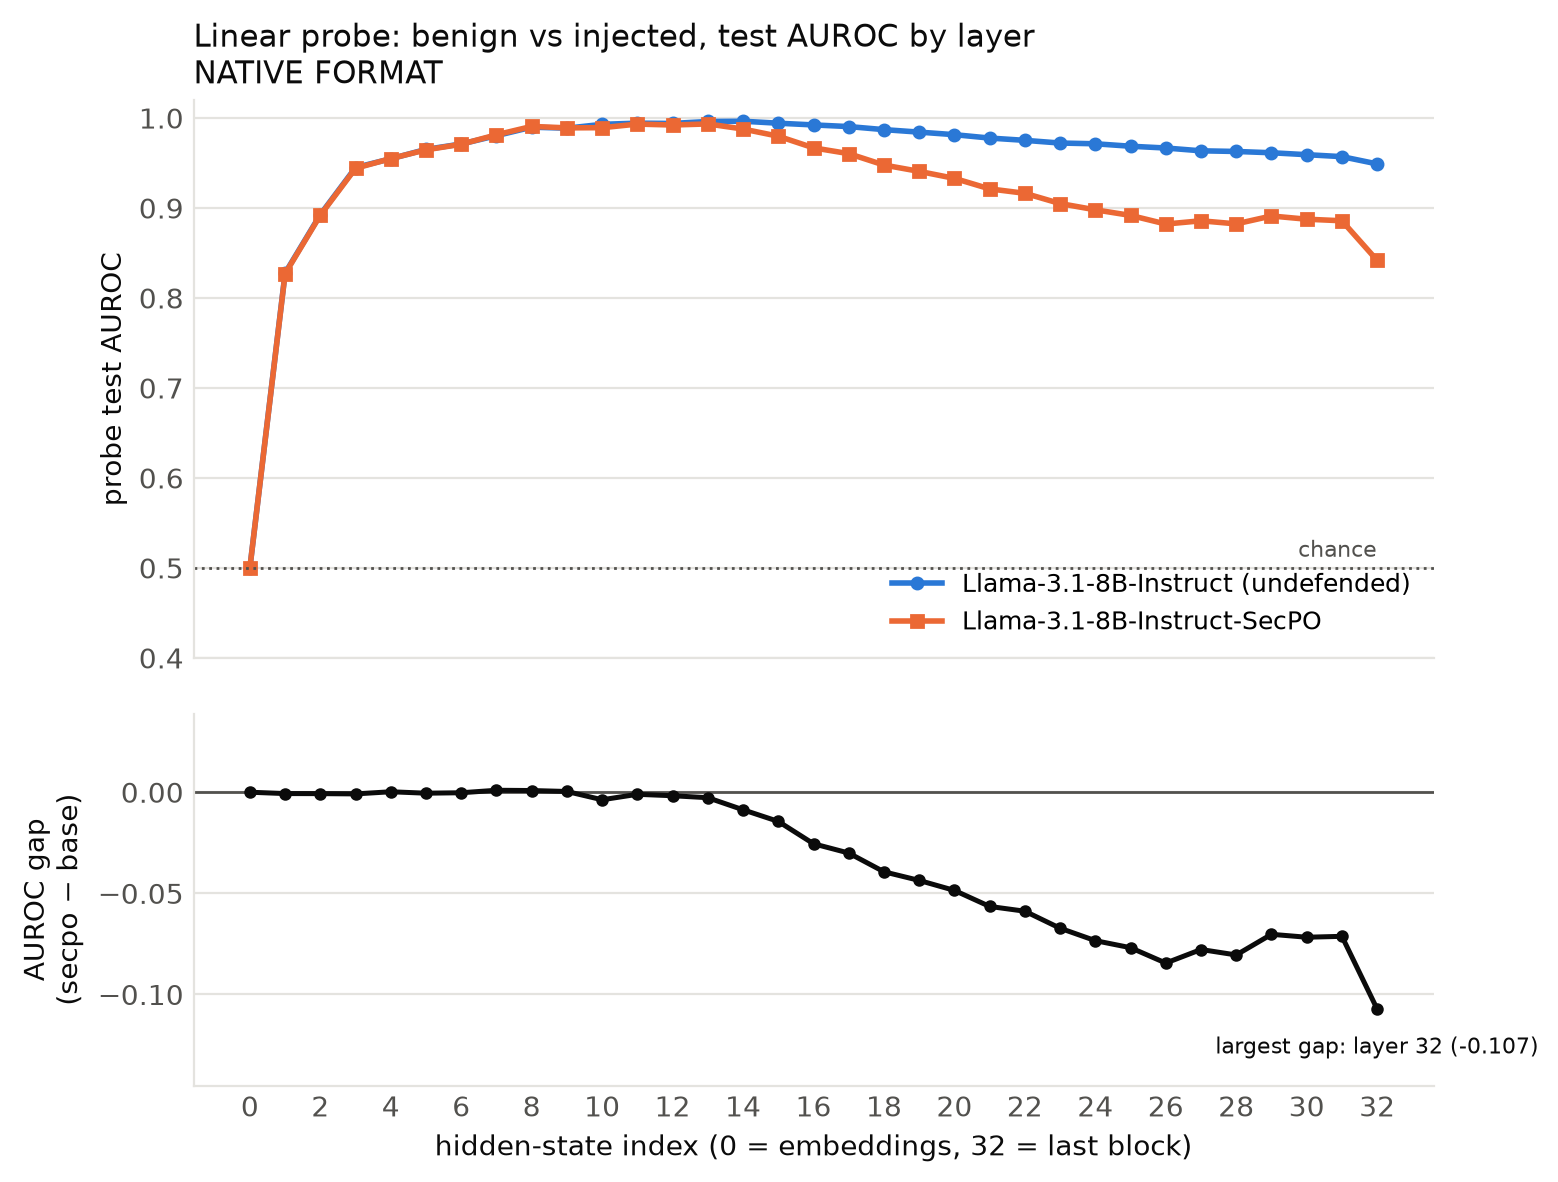 Linear probe: benign vs injected, test AUROC by layer
NATIVE FORMAT
probe test AUROC
1.0
0.9
0.8
0.7
0.6
0.5
0.4
chance
Llama-3.1-8B-Instruct (undefended)
Llama-3.1-8B-Instruct-SecPO
AUROC gap
(secpo − base)
0.00
−0.05
−0.10
largest gap: layer 32 (-0.107)
0 2 4 6 8 10 12 14 16 18 20 22 24 26 28 30 32
hidden-state index (0 = embeddings, 32 = last block)